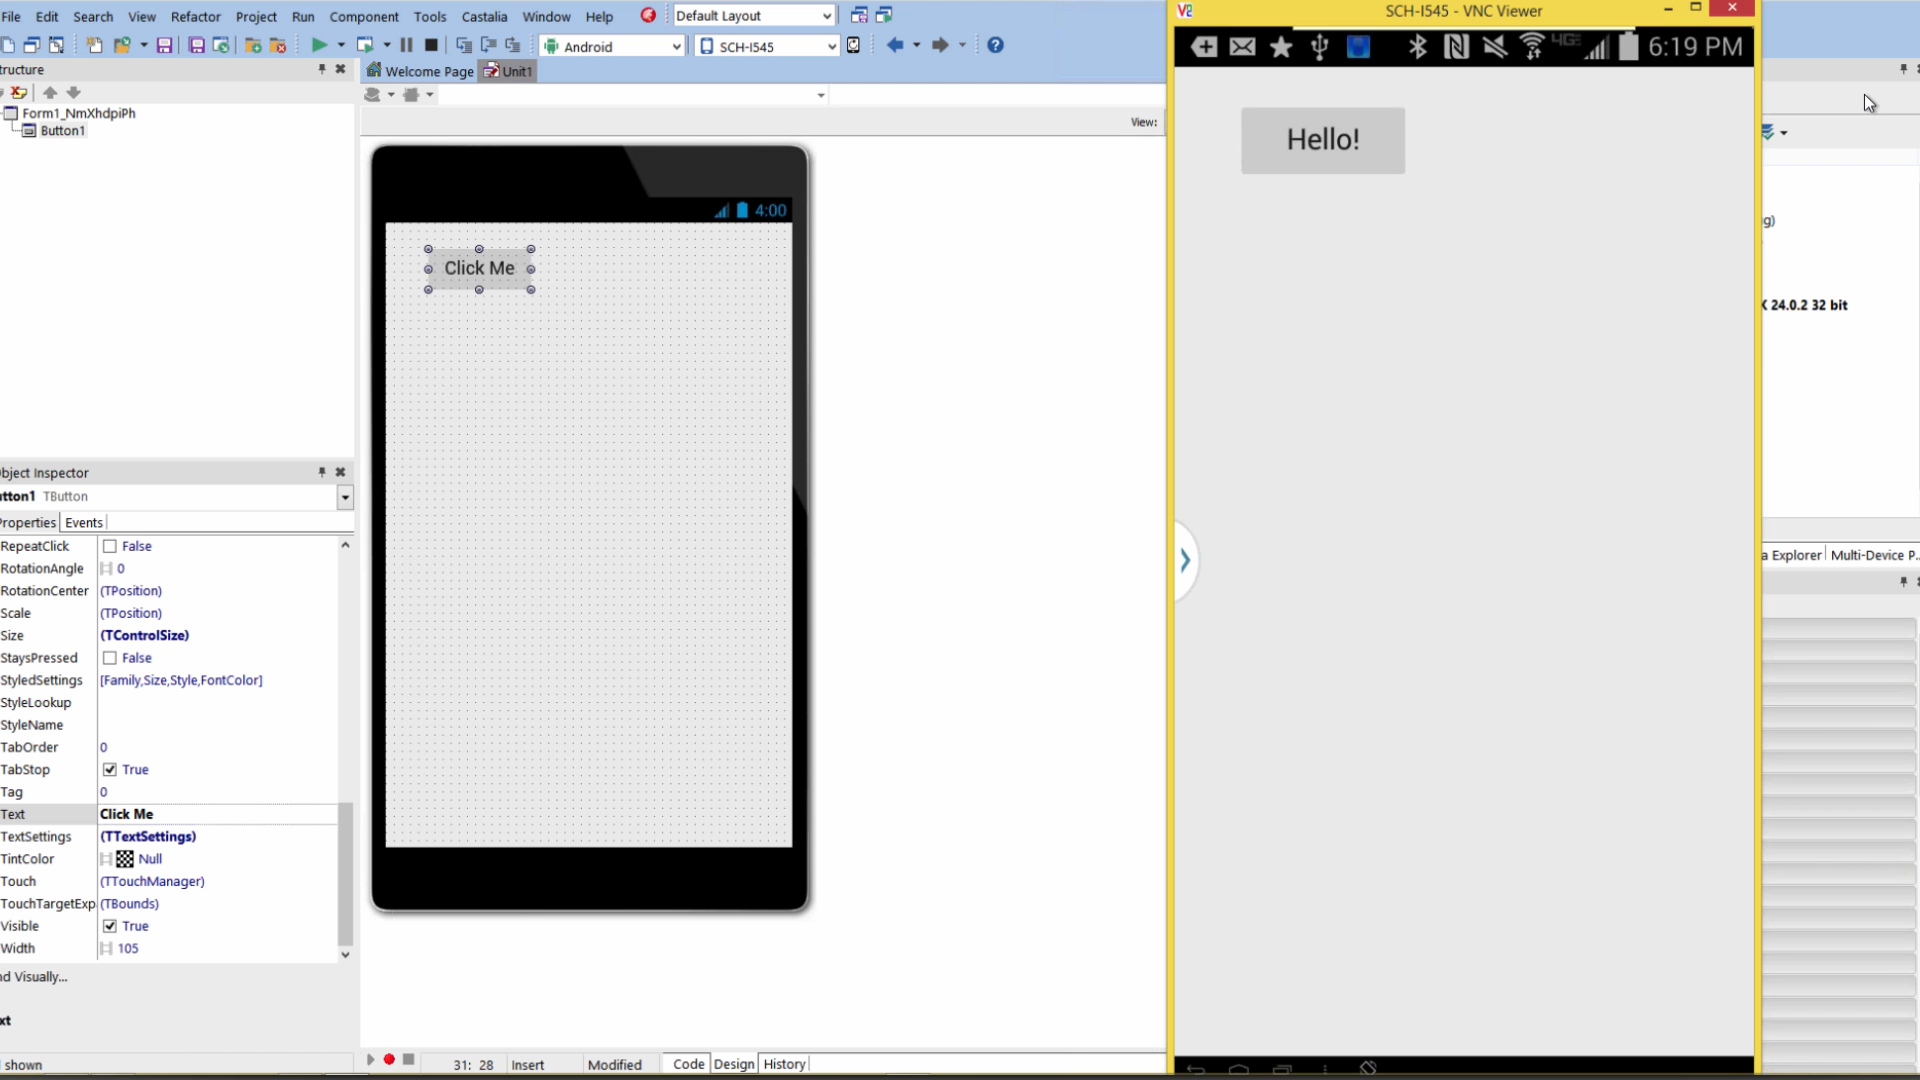 File Edit Search View Refactor Project Run Component Tools Castalia Window Help Default Layout
SCH-I545 - VNC Viewer
Android SCH-I545
4G 6:19 PM
tructure
Welcome Page Unit1
Form1_NmXhdpiPh
Button1
View:
Hello!
4:00
Click Me
g)
X 24.0.2 32 bit
bject Inspector
utton1 TButton
Properties Events
RepeatClick False
RotationAngle 0
RotationCenter (TPosition)
Scale (TPosition)
Size (TControlSize)
StaysPressed False
StyledSettings [Family,Size,Style,FontColor]
StyleLookup
StyleName
TabOrder 0
TabStop True
Tag 0
Text Click Me
TextSettings (TTextSettings)
TintColor Null
Touch (TTouchManager)
TouchTargetExp (TBounds)
Visible True
Width 105
nd Visually...
xt
shown
a Explorer Multi-Device P...
31: 28 Insert Modified Code Design History